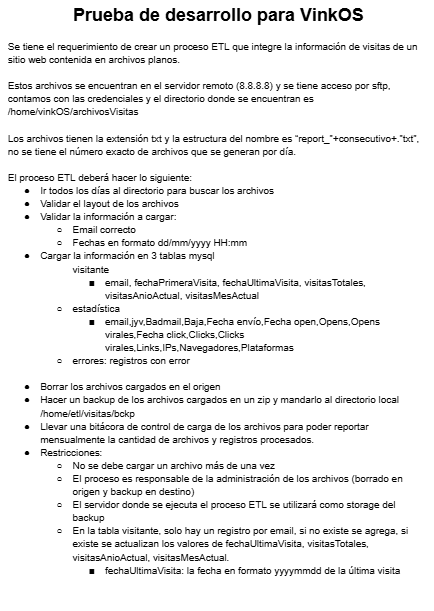 Prueba de desarrollo para VinkOS
Se tiene el requerimiento de crear un proceso ETL que integre la información de visitas de un
sitio web contenida en archivos planos.
Estos archivos se encuentran en el servidor remoto (8.8.8.8) y se tiene acceso por sftp,
contamos con las credenciales y el directorio donde se encuentran es
/home/vinkOS/archivosVisitas
Los archivos tienen la extensión txt y la estructura del nombre es "report_"+consecutivo+."txt",
no se tiene el número exacto de archivos que se generan por día.
El proceso ETL deberá hacer lo siguiente:
● Ir todos los días al directorio para buscar los archivos
● Validar el layout de los archivos
● Validar la información a cargar:
○ Email correcto
○ Fechas en formato dd/mm/yyyy HH:mm
● Cargar la información en 3 tablas mysql
visitante
■ email, fechaPrimeraVisita, fechaUltimaVisita, visitasTotales,
visitasAnioActual, visitasMesActual
○ estadística
■ email,jyv,Badmail,Baja,Fecha envío,Fecha open,Opens,Opens
virales,Fecha click,Clicks,Clicks
virales,Links,IPs,Navegadores,Plataformas
○ errores: registros con error
● Borrar los archivos cargados en el origen
● Hacer un backup de los archivos cargados en un zip y mandarlo al directorio local
/home/etl/visitas/bckp
● Llevar una bitácora de control de carga de los archivos para poder reportar
mensualmente la cantidad de archivos y registros procesados.
● Restricciones:
○ No se debe cargar un archivo más de una vez
○ El proceso es responsable de la administración de los archivos (borrado en
origen y backup en destino)
○ El servidor donde se ejecuta el proceso ETL se utilizará como storage del
backup
○ En la tabla visitante, solo hay un registro por email, si no existe se agrega, si
existe se actualizan los valores de fechaUltimaVisita, visitasTotales,
visitasAnioActual, visitasMesActual.
■ fechaUltimaVisita: la fecha en formato yyyymmdd de la última visita